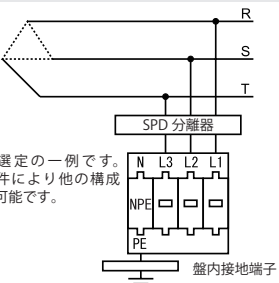 R
S
T
SPD 分離器
選定の一例です。
件により他の構成
可能です。
N L3 L2 L1
NPE
PE
盤内接地端子